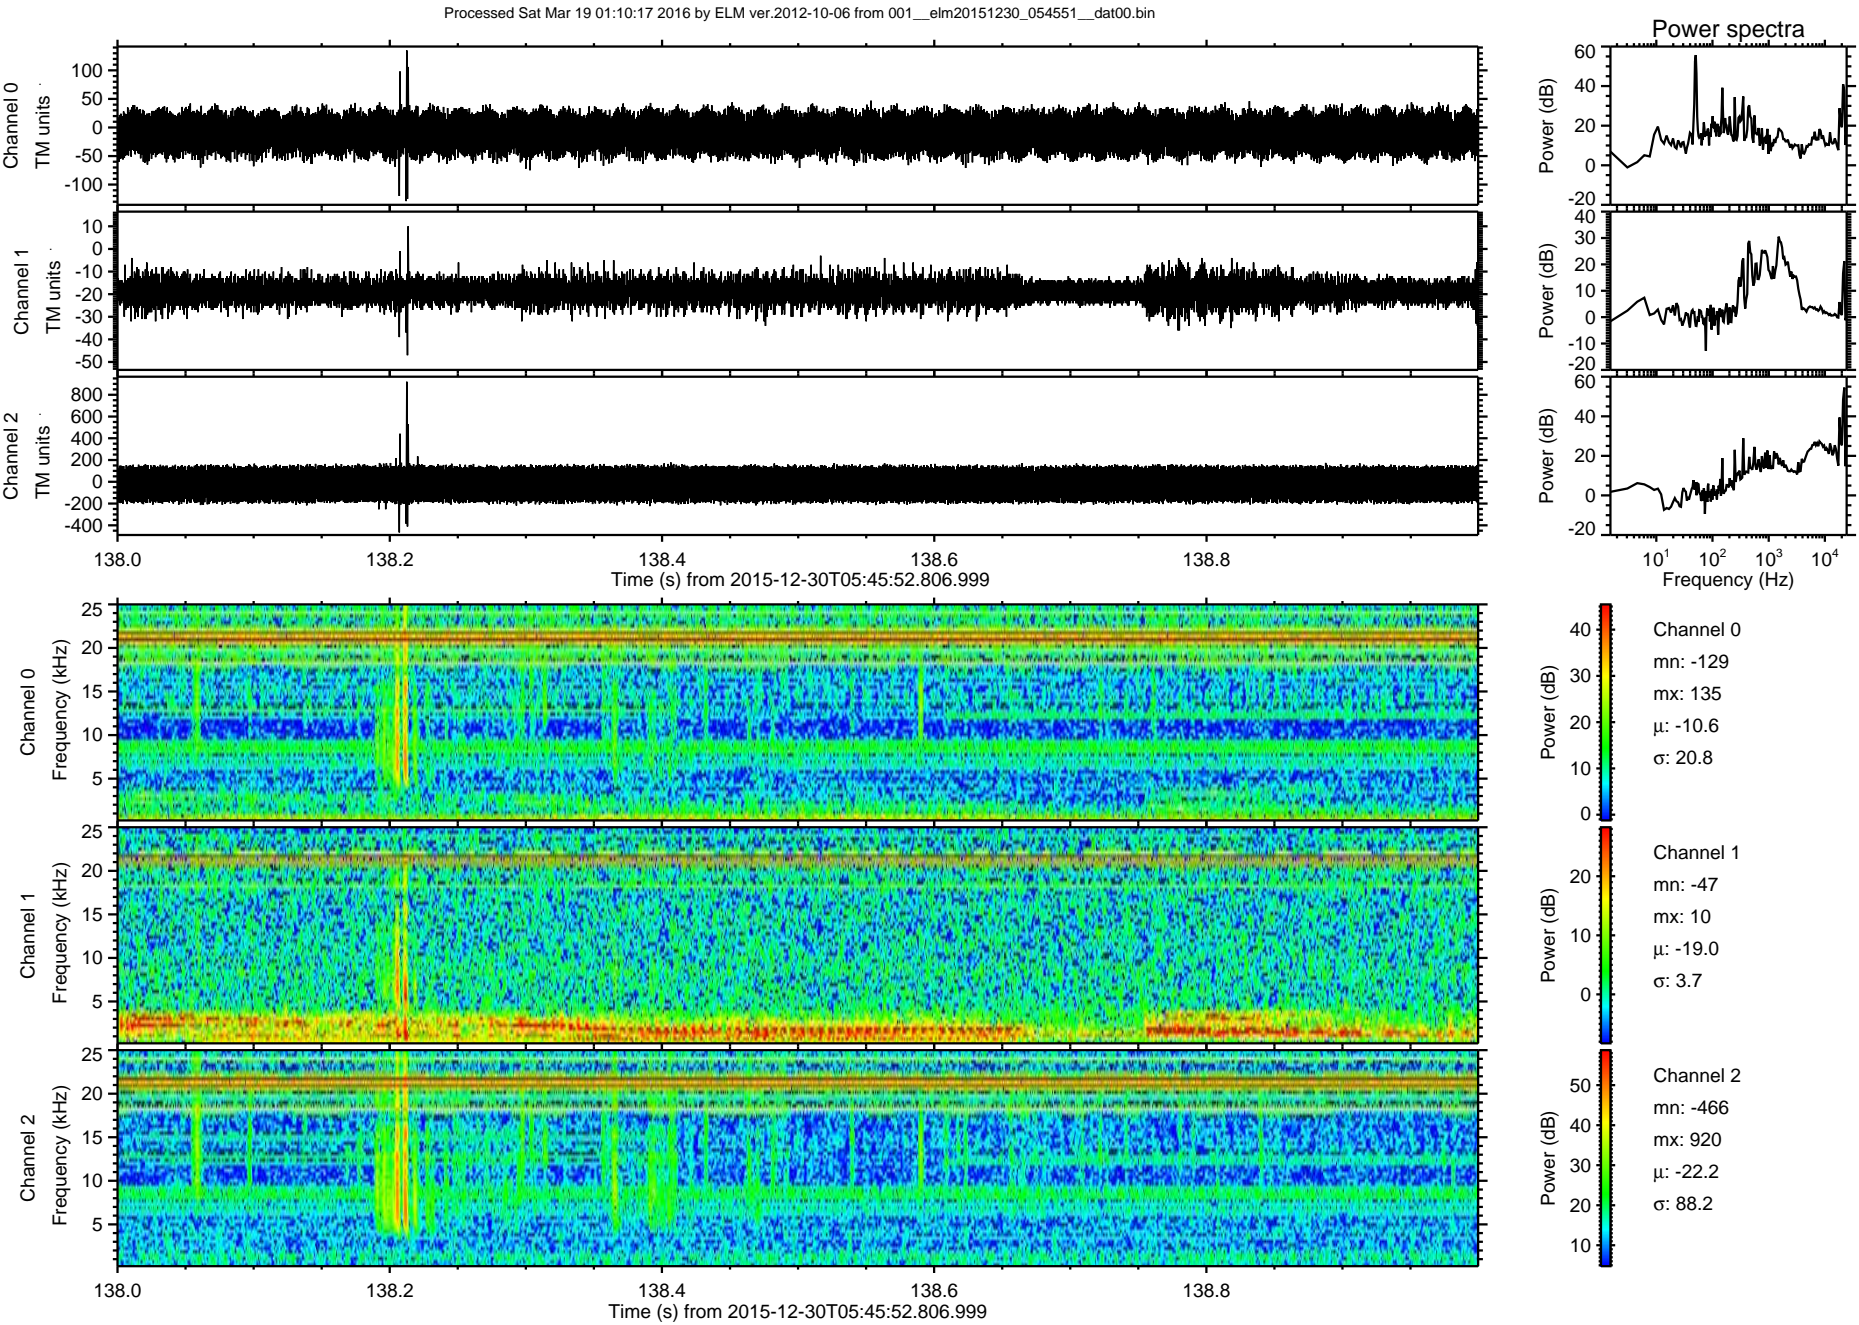 Processed Sat Mar 19 01:10:17 2016 by ELM ver.2012-10-06 from 001__elm20151230_054551__dat00.bin
Power spectra
Channel 0
TM units
100
50
0
-50
-100
Power (dB)
60
40
20
0
-20
Channel 1
TM units
10
0
-10
-20
-30
-40
-50
Power (dB)
40
30
20
10
0
-10
-20
Channel 2
TM units
800
600
400
200
0
-200
-400
Power (dB)
60
40
20
0
-20
138.0 138.2 138.4 138.6 138.8
Time (s) from 2015-12-30T05:45:52.806.999
10^1 10^2 10^3 10^4
Frequency (Hz)
Channel 0
Frequency (kHz)
25
20
15
10
5
Power (dB)
40
30
20
10
0
Channel 0
mn: -129
mx: 135
μ: -10.6
σ: 20.8
Channel 1
Frequency (kHz)
25
20
15
10
5
Power (dB)
20
10
0
Channel 1
mn: -47
mx: 10
μ: -19.0
σ: 3.7
Channel 2
Frequency (kHz)
25
20
15
10
5
Power (dB)
50
40
30
20
10
Channel 2
mn: -466
mx: 920
μ: -22.2
σ: 88.2
138.0 138.2 138.4 138.6 138.8
Time (s) from 2015-12-30T05:45:52.806.999